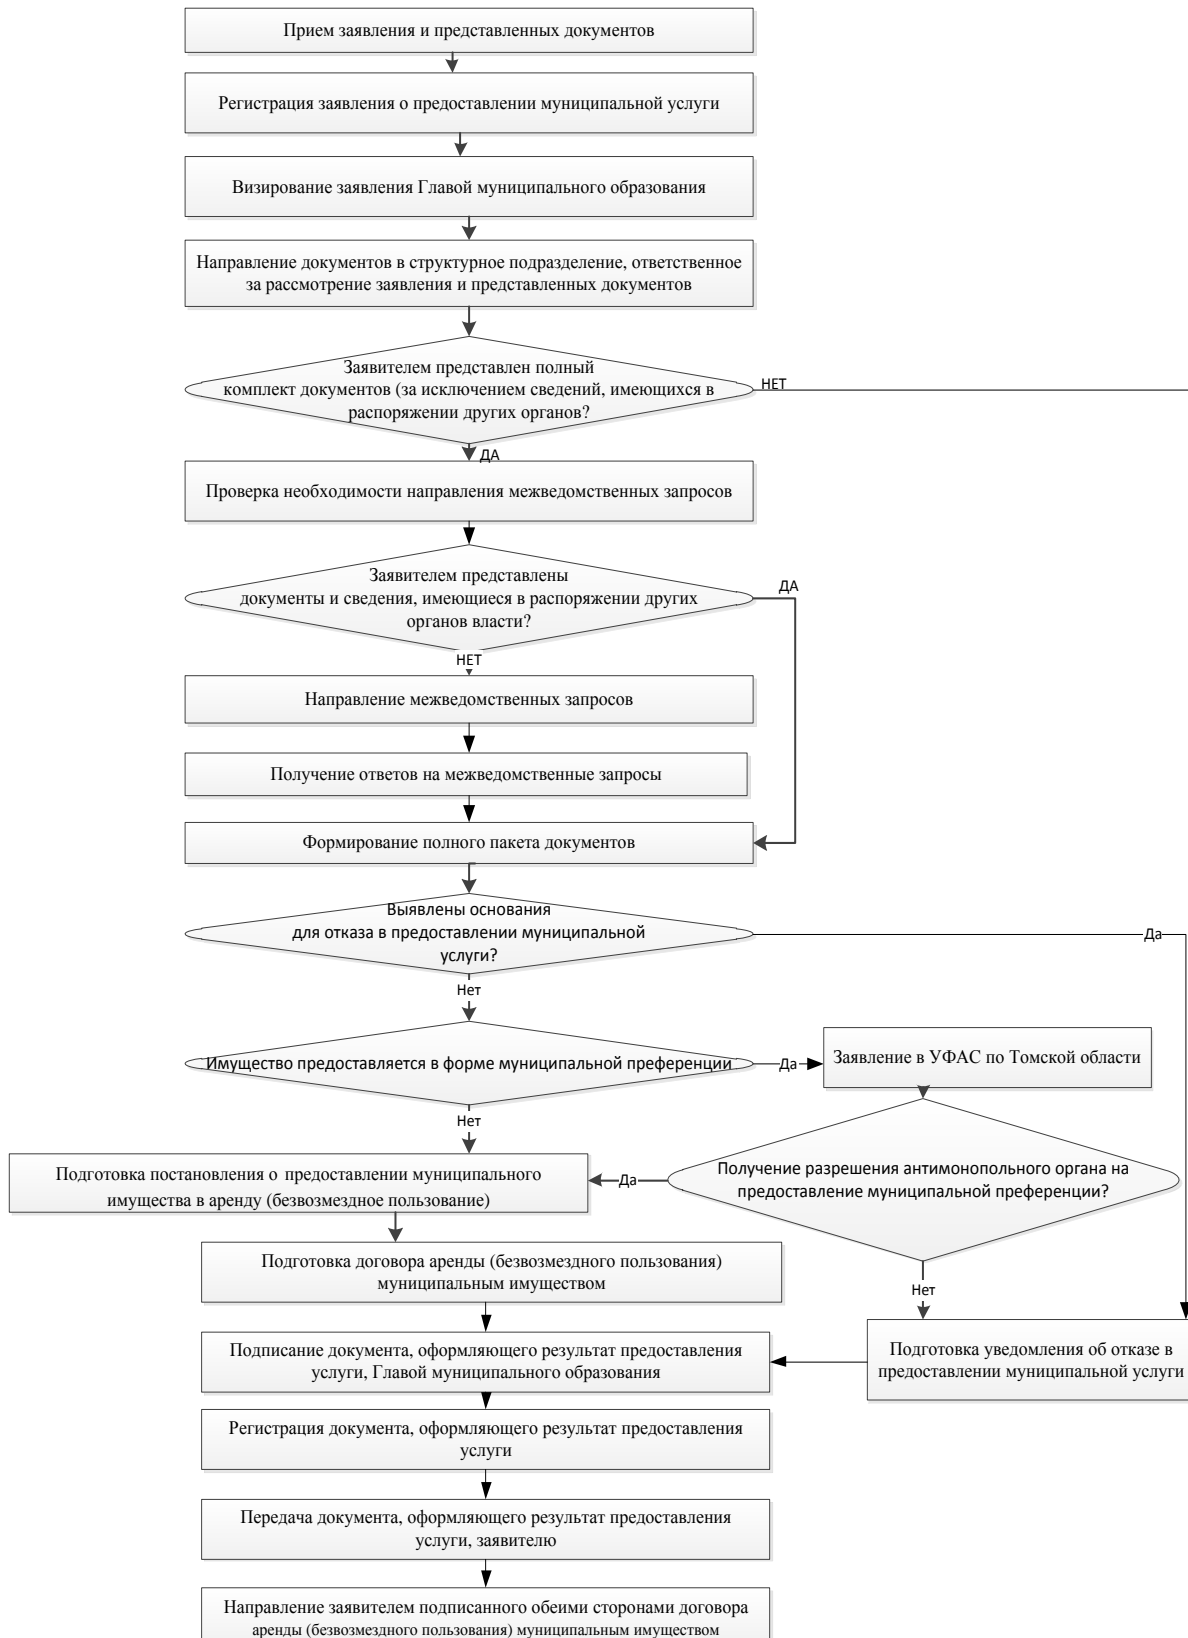 Прием заявления и представленных документов
Регистрация заявления о предоставлении муниципальной услуги
Визирование заявления Главой муниципального образования
Направление документов в структурное подразделение, ответственное
за рассмотрение заявления и представленных документов
Заявителем представлен полный
комплект документов (за исключением сведений, имеющихся в
распоряжении других органов?
НЕТ
ДА
Проверка необходимости направления межведомственных запросов
Заявителем представлены
документы и сведения, имеющиеся в распоряжении других
органов власти?
ДА
НЕТ
Направление межведомственных запросов
Получение ответов на межведомственные запросы
Формирование полного пакета документов
Выявлены основания
для отказа в предоставлении муниципальной
услуги?
Да
Нет
Имущество предоставляется в форме муниципальной преференции
Да
Заявление в УФАС по Томской области
Нет
Получение разрешения антимонопольного органа на
предоставление муниципальной преференции?
Да
Подготовка постановления о предоставлении муниципального
имущества в аренду (безвозмездное пользование)
Подготовка договора аренды (безвозмездного пользования)
муниципальным имуществом
Нет
Подготовка уведомления об отказе в
предоставлении муниципальной услуги
Подписание документа, оформляющего результат предоставления
услуги, Главой муниципального образования
Регистрация документа, оформляющего результат предоставления
услуги
Передача документа, оформляющего результат предоставления
услуги, заявителю
Направление заявителем подписанного обеими сторонами договора
аренды (безвозмездного пользования) муниципальным имуществом